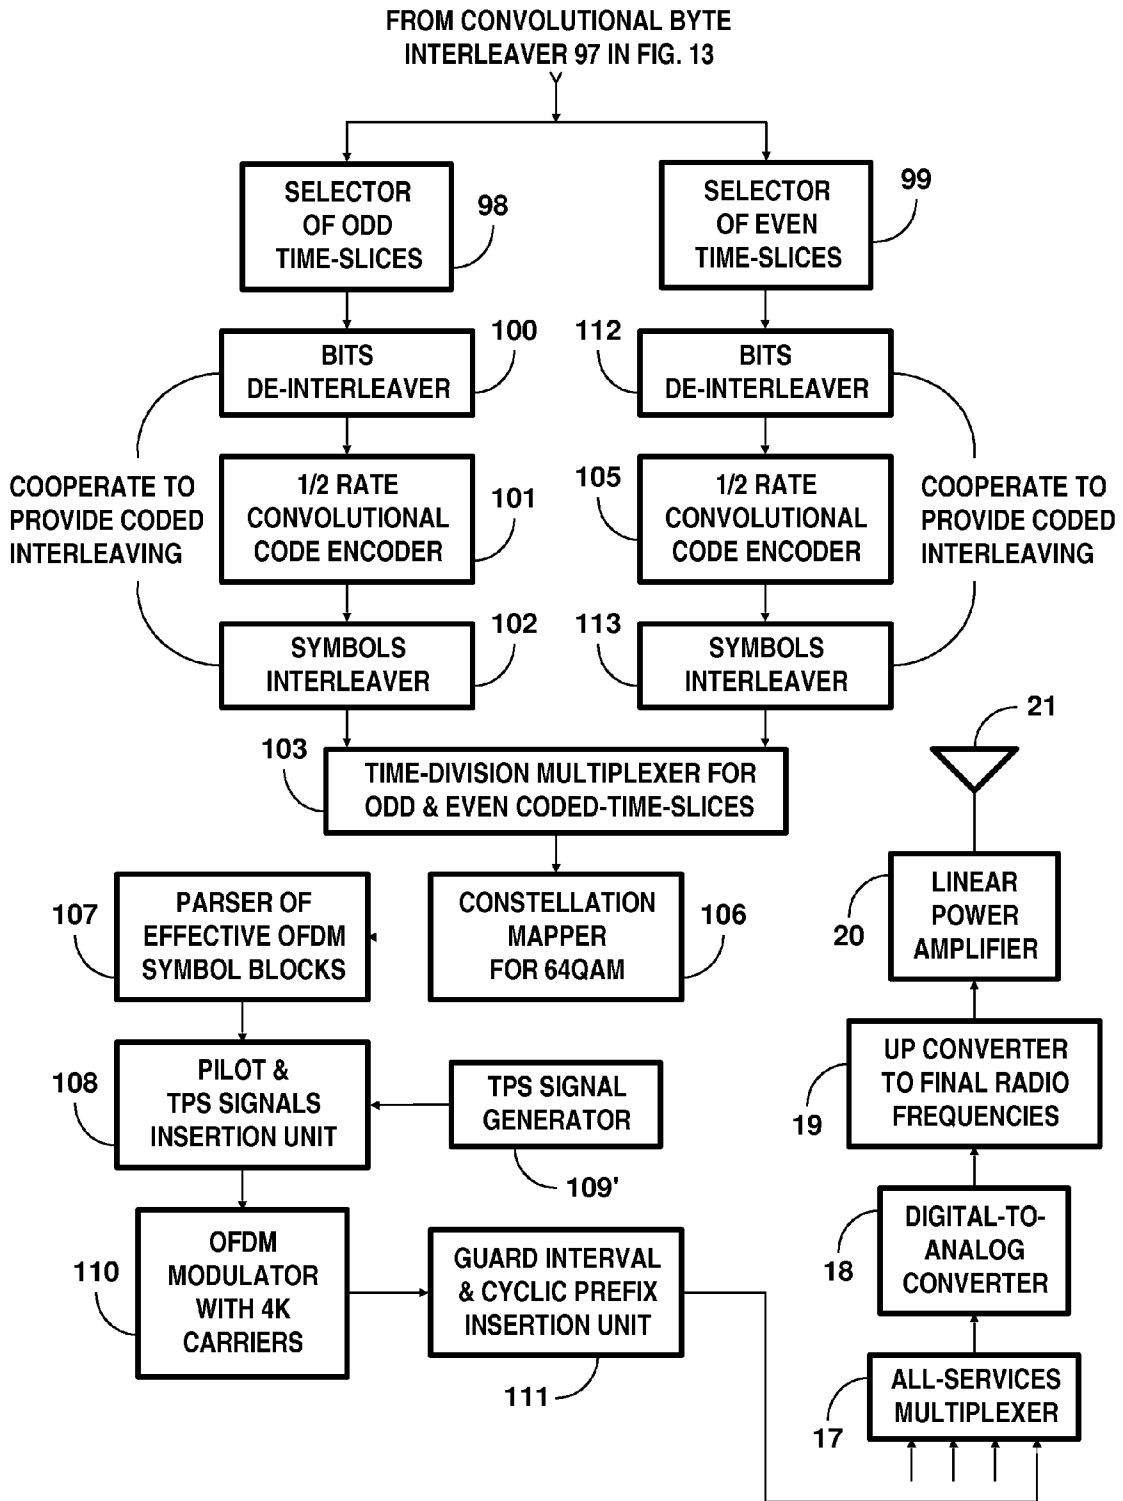 FROM CONVOLUTIONAL BYTE
INTERLEAVER 97 IN FIG. 13
SELECTOR
OF ODD
TIME-SLICES
98
SELECTOR
OF EVEN
TIME-SLICES
99
BITS
DE-INTERLEAVER
100
112
BITS
DE-INTERLEAVER
COOPERATE TO
PROVIDE CODED
INTERLEAVING
1/2 RATE
CONVOLUTIONAL
CODE ENCODER
101
105
1/2 RATE
CONVOLUTIONAL
CODE ENCODER
COOPERATE TO
PROVIDE CODED
INTERLEAVING
SYMBOLS
INTERLEAVER
102
113
SYMBOLS
INTERLEAVER
103
TIME-DIVISION MULTIPLEXER FOR
ODD & EVEN CODED-TIME-SLICES
21
107
PARSER OF
EFFECTIVE OFDM
SYMBOL BLOCKS
CONSTELLATION
MAPPER
FOR 64QAM
106
20
LINEAR
POWER
AMPLIFIER
108
PILOT &
TPS SIGNALS
INSERTION UNIT
TPS SIGNAL
GENERATOR
109'
19
UP CONVERTER
TO FINAL RADIO
FREQUENCIES
110
OFDM
MODULATOR
WITH 4K
CARRIERS
GUARD INTERVAL
& CYCLIC PREFIX
INSERTION UNIT
111
18
DIGITAL-TO-
ANALOG
CONVERTER
17
ALL-SERVICES
MULTIPLEXER